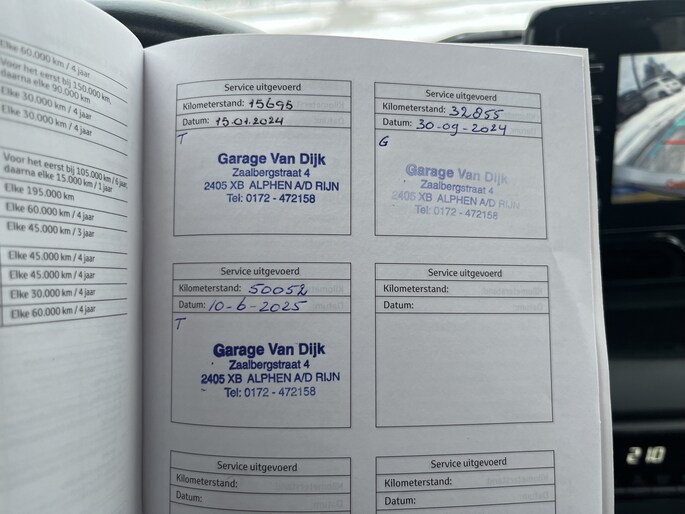 Elke 60.000 km / 4 jaar
Voor het eerst bij 150.000 km,
daarna elke 90.000 km
Elke 30.000 km / 4 jaar
Elke 30.000 km / 4 jaar
Voor het eerst bij 105.000 km / 6 jaar,
daarna elke 15.000 km / 1 jaar
Elke 195.000 km
Elke 60.000 km / 4 jaar
Elke 45.000 km / 3 jaar
Elke 45.000 km / 4 jaar
Elke 45.000 km / 4 jaar
Elke 30.000 km / 4 jaar
Elke 60.000 km / 4 jaar
Service uitgevoerd
Kilometerstand: 15695
Datum: 15.01.2024
T
Garage Van Dijk
Zaalbergstraat 4
2405 XB ALPHEN A/D RIJN
Tel: 0172 - 472158
Service uitgevoerd
Kilometerstand: 32855
Datum: 30-09-2024
G
Garage Van Dijk
Zaalbergstraat 4
2405 XB ALPHEN A/D RIJN
Tel: 0172 - 472158
Service uitgevoerd
Kilometerstand: 50052
Datum: 10-6-2025
T
Garage Van Dijk
Zaalbergstraat 4
2405 XB ALPHEN A/D RIJN
Tel: 0172 - 472158
Service uitgevoerd
Kilometerstand:
Datum:
Service uitgevoerd
Kilometerstand:
Datum:
Service uitgevoerd
Kilometerstand:
Datum:
210